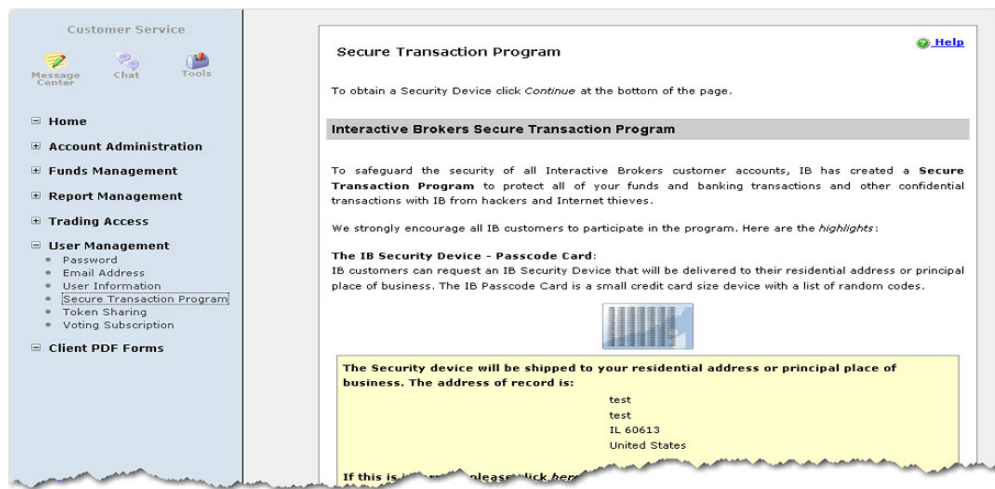 Customer Service
Message Center
Chat
Tools
Home
Account Administration
Funds Management
Report Management
Trading Access
User Management
Password
Email Address
User Information
Secure Transaction Program
Token Sharing
Voting Subscription
Client PDF Forms
Secure Transaction Program
Help
To obtain a Security Device click Continue at the bottom of the page.
Interactive Brokers Secure Transaction Program
To safeguard the security of all Interactive Brokers customer accounts, IB has created a Secure
Transaction Program to protect all of your funds and banking transactions and other confidential
transactions with IB from hackers and Internet thieves.
We strongly encourage all IB customers to participate in the program. Here are the highlights:
The IB Security Device - Passcode Card:
IB customers can request an IB Security Device that will be delivered to their residential address or principal
place of business. The IB Passcode Card is a small credit card size device with a list of random codes.
The Security device will be shipped to your residential address or principal place of
business. The address of record is:
test
test
IL 60613
United States
If this is please click here